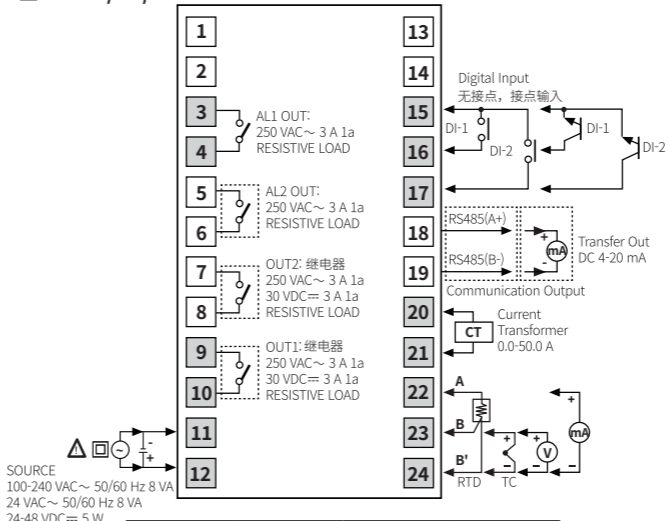 1
2
3
4
AL1 OUT:
250 VAC～ 3 A 1a
RESISTIVE LOAD
5
6
AL2 OUT:
250 VAC～ 3 A 1a
RESISTIVE LOAD
7
8
OUT2: 继电器
250 VAC～ 3 A 1a
30 VDC⎓ 3 A 1a
RESISTIVE LOAD
9
10
OUT1: 继电器
250 VAC～ 3 A 1a
30 VDC⎓ 3 A 1a
RESISTIVE LOAD
11
12
- 
+
~
SOURCE
100-240 VAC～ 50/60 Hz 8 VA
24 VAC～ 50/60 Hz 8 VA
24-48 VDC⎓ 5 W
13
14
15
16
17
Digital Input
无接点，接点输入
DI-1
DI-2
DI-1
DI-2
18
19
RS485(A+)
RS485(B-)
+
mA
-
Transfer Out
DC 4-20 mA
Communication Output
20
21
CT
Current
Transformer
0.0-50.0 A
22
23
24
A
B
B'
RTD
+
-
TC
+
V
-
+
mA
-